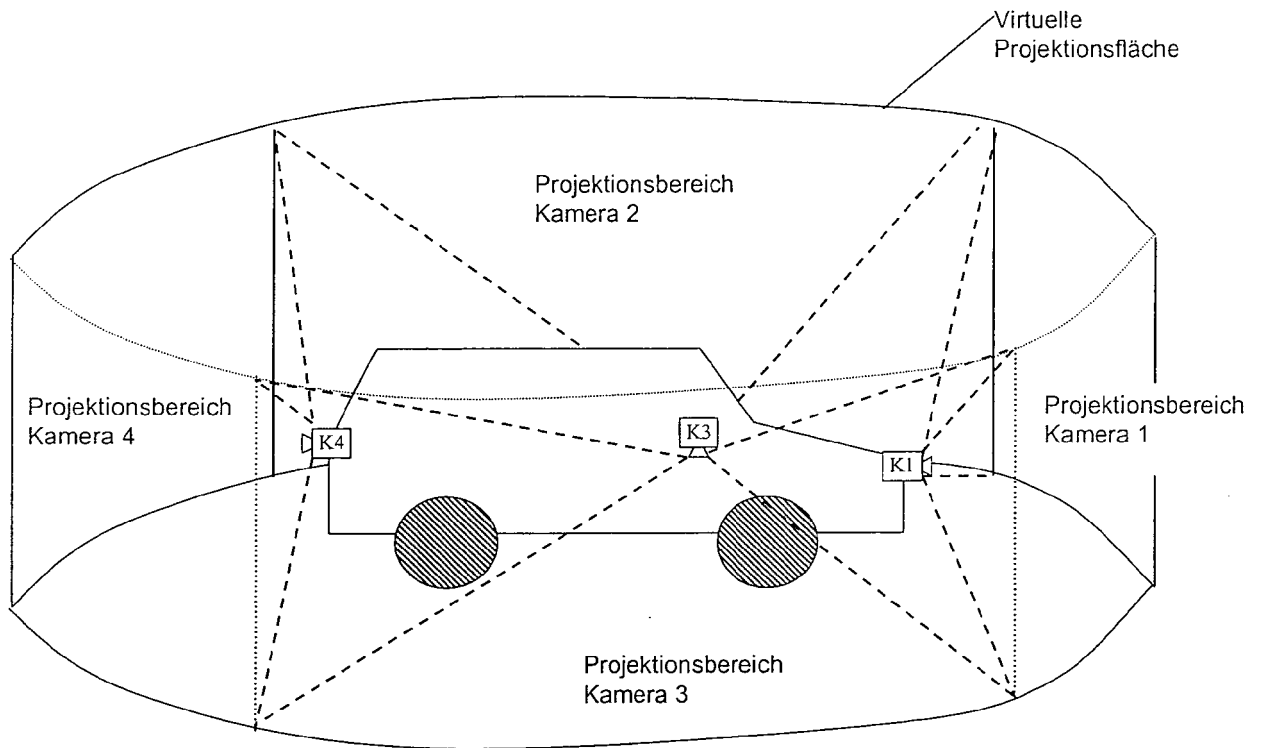 Virtuelle
Projektionsfläche
Projektionsbereich
Kamera 2
Projektionsbereich
Kamera 4
Projektionsbereich
Kamera 1
K4
K3
K1
Projektionsbereich
Kamera 3